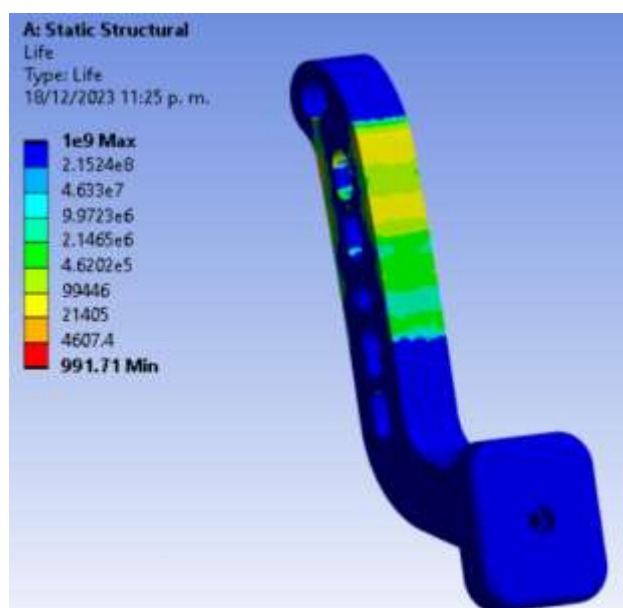 A: Static Structural
Life
Type: Life
18/12/2023 11:25 p. m.
1e9 Max
2.1524e8
4.633e7
9.9723e6
2.1465e6
4.6202e5
99446
21405
4607.4
991.71 Min